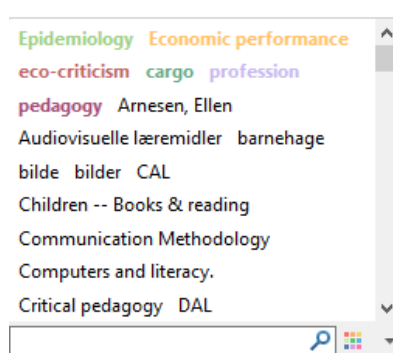 Epidemiology Economic performance
eco-criticism cargo profession
pedagogy Arnesen, Ellen
Audiovisuelle læremidler barnehage
bilde bilder CAL
Children -- Books & reading
Communication Methodology
Computers and literacy.
Critical pedagogy DAL